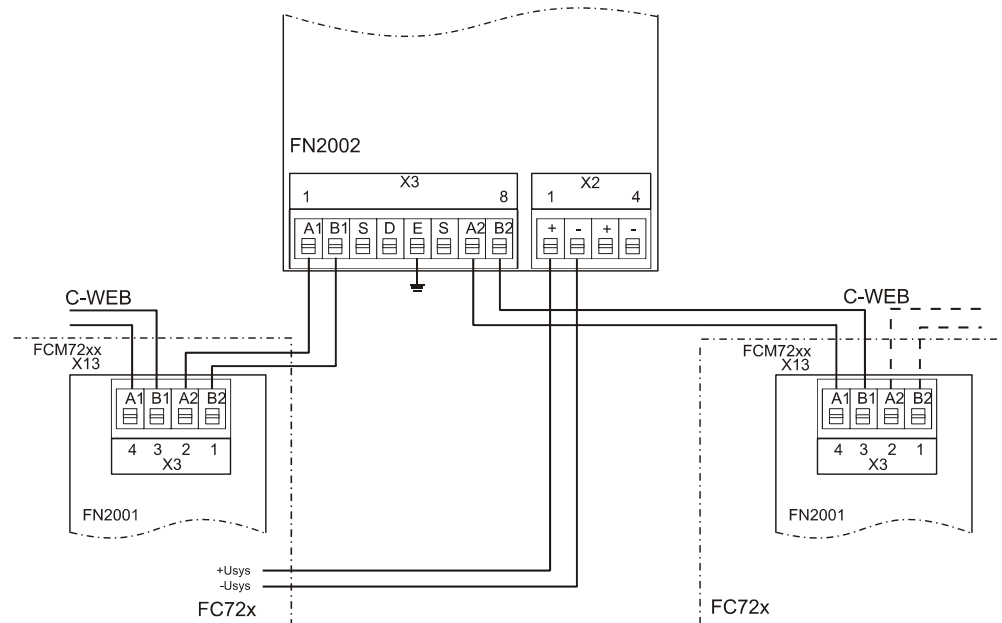 FN2002
X3
1 8
A1 B1 S D E S A2 B2
X2
1 4
+ - + -
C-WEB
FCM72xx
X13
A1 B1 A2 B2
4 3 2 1
X3
FN2001
+Usys
-Usys
FC72x
C-WEB
FCM72xx
X13
A1 B1 A2 B2
4 3 2 1
X3
FN2001
FC72x